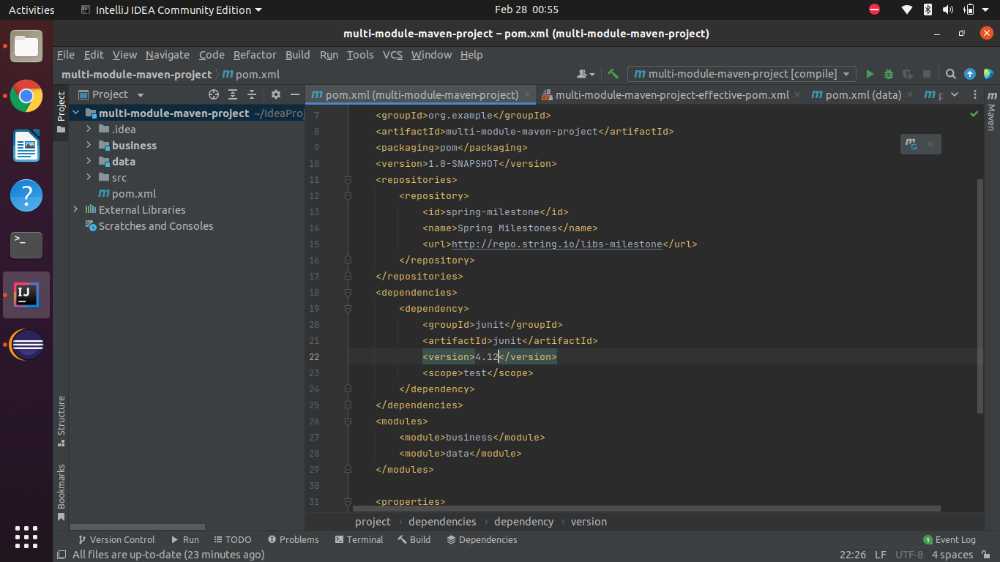 Activities
IntelliJ IDEA Community Edition
Feb 28 00:55
multi-module-maven-project – pom.xml (multi-module-maven-project)
File Edit View Navigate Code Refactor Build Run Tools VCS Window Help
multi-module-maven-project
pom.xml
multi-module-maven-project [compile]
Project
Project
multi-module-maven-project ~/IdeaProj
.idea
business
data
src
pom.xml
External Libraries
Scratches and Consoles
Structure
Bookmarks
pom.xml (multi-module-maven-project)
multi-module-maven-project-effective-pom.xml
pom.xml (data)
Maven
7 <groupId>org.example</groupId>
8 <artifactId>multi-module-maven-project</artifactId>
9 <packaging>pom</packaging>
10 <version>1.0-SNAPSHOT</version>
11 <repositories>
12 <repository>
13 <id>spring-milestone</id>
14 <name>Spring Milestones</name>
15 <url>http://repo.string.io/libs-milestone</url>
16 </repository>
17 </repositories>
18 <dependencies>
19 <dependency>
20 <groupId>junit</groupId>
21 <artifactId>junit</artifactId>
22 <version>4.12</version>
23 <scope>test</scope>
24 </dependency>
25 </dependencies>
26 <modules>
27 <module>business</module>
28 <module>data</module>
29 </modules>
30
31 <properties>
project › dependencies › dependency › version
Version Control
Run
TODO
Problems
Terminal
Build
Dependencies
1 Event Log
All files are up-to-date (23 minutes ago)
22:26 LF UTF-8 4 spaces